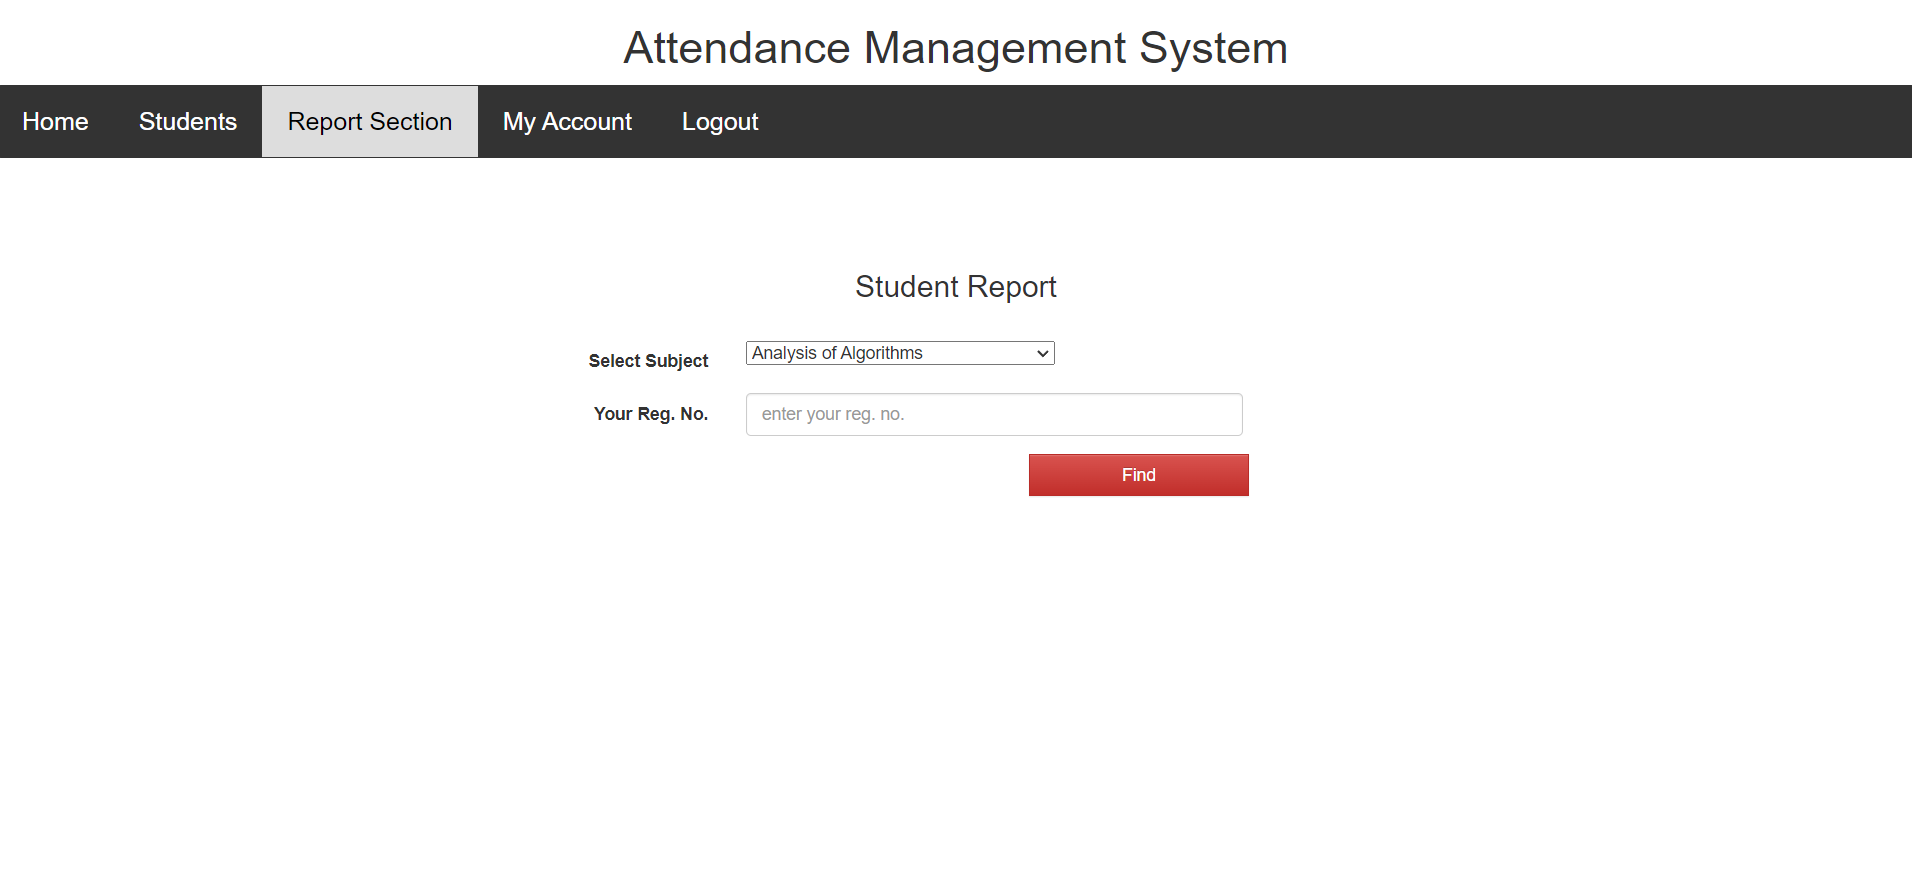 Attendance Management System
Home Students Report Section My Account Logout
Student Report
Select Subject Analysis of Algorithms
Your Reg. No. enter your reg. no.
Find